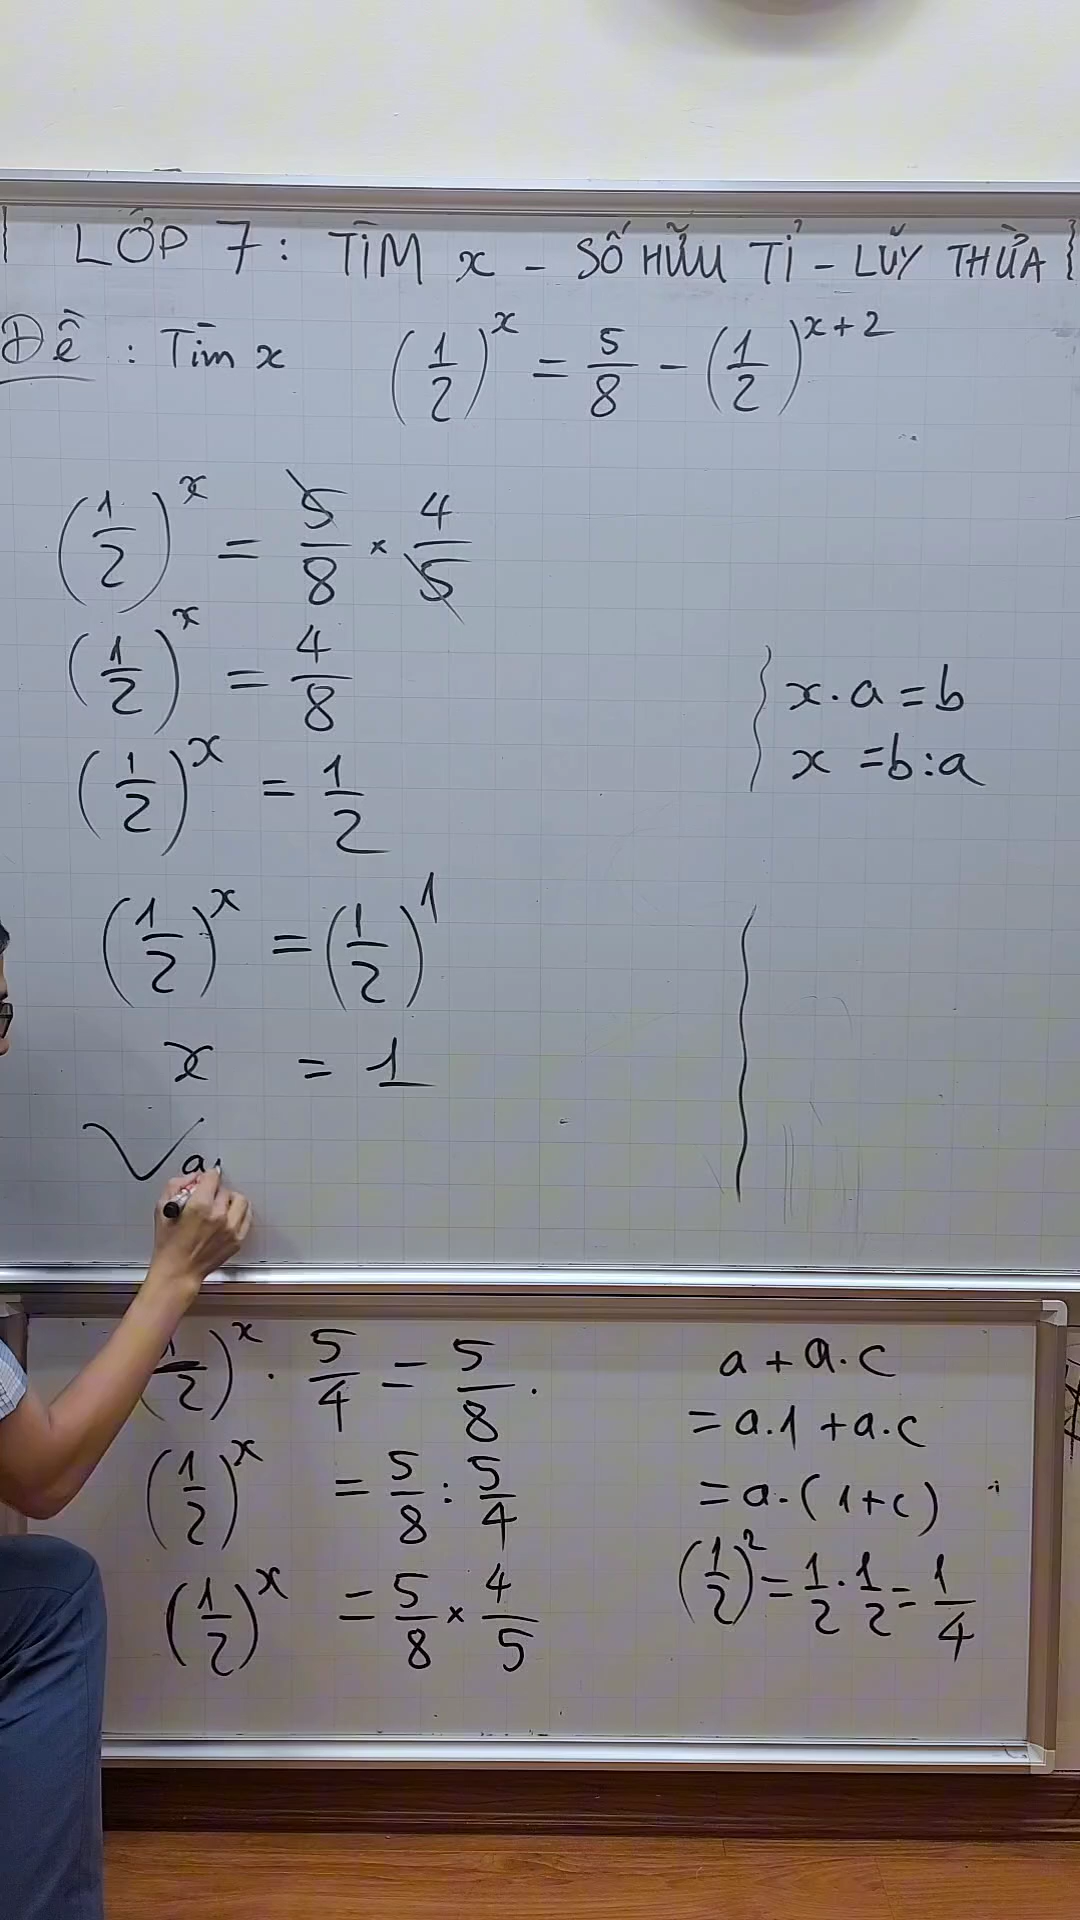 LỚP 7: TÌM x - SỐ HỮU TỈ - LŨY THỪA }
Đề : Tìm x (1/2)^x = 5/8 - (1/2)^(x+2)
(1/2)^x = 5/8 × 4/5
(1/2)^x = 4/8
(1/2)^x = 1/2
(1/2)^x = (1/2)^1
x = 1
x.a = b
x = b:a
(1/2)^x . 5/4 = 5/8 .
(1/2)^x = 5/8 : 5/4
(1/2)^x = 5/8 × 4/5
a + a.c
= a.1 + a.c
= a.(1+c)
(1/2)^2 = 1/2 . 1/2 = 1/4